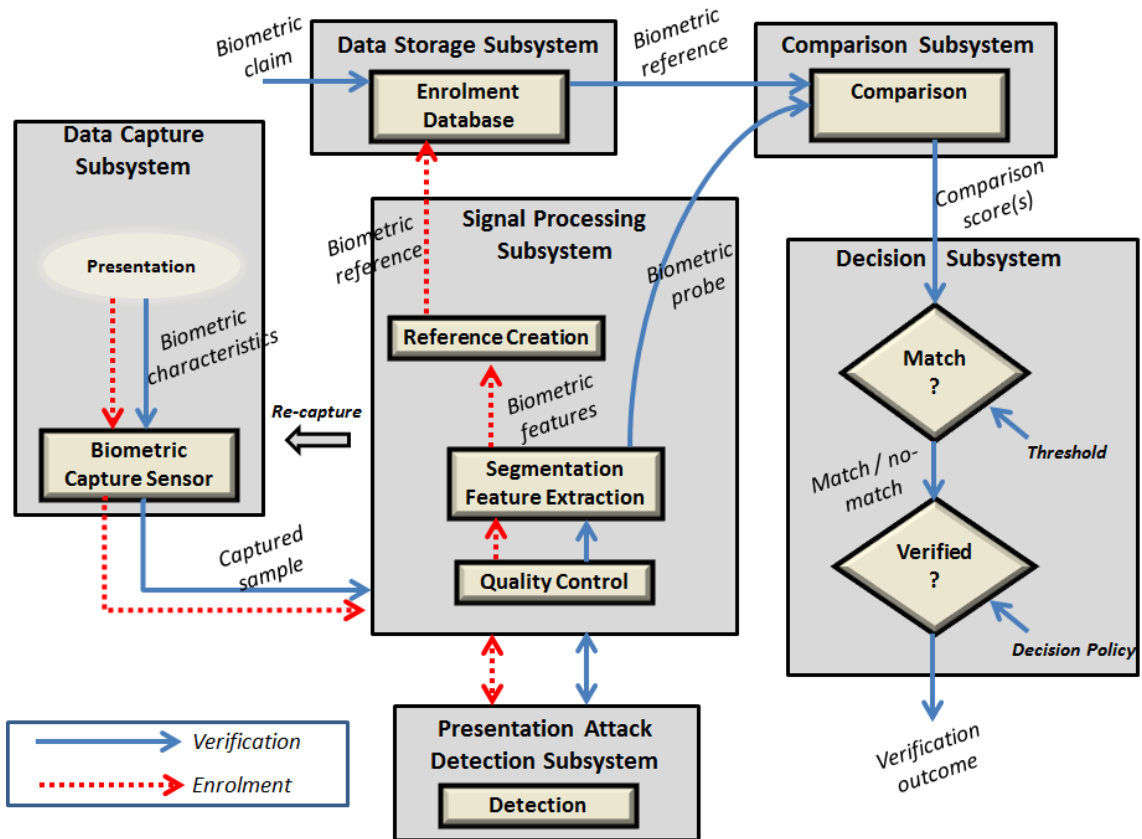 Biometric
claim
Data Storage Subsystem
Enrolment
Database
Biometric
reference
Comparison Subsystem
Comparison
Data Capture
Subsystem
Presentation
Biometric
characteristics
Biometric
Capture Sensor
Re-capture
Captured
sample
Biometric
reference
Signal Processing
Subsystem
Reference Creation
Biometric
features
Segmentation
Feature Extraction
Quality Control
Biometric
probe
Comparison
score(s)
Decision Subsystem
Match
?
Threshold
Match / no-
match
Verified
?
Decision Policy
Verification
outcome
Presentation Attack
Detection Subsystem
Detection
Verification
Enrolment